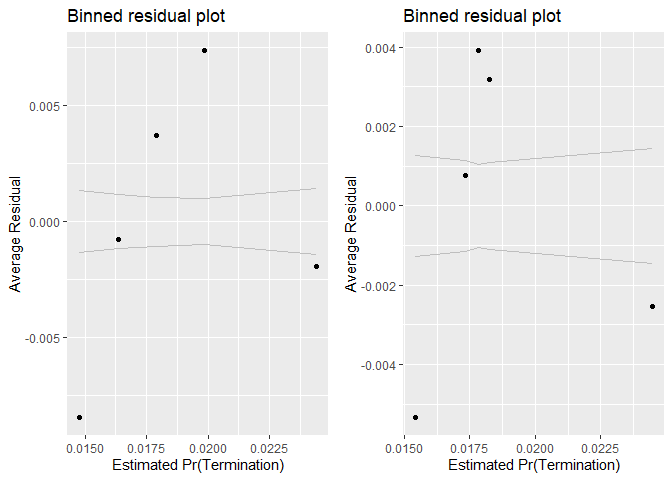 Binned residual plot
Average Residual
0.005
0.000
-0.005
0.0150 0.0175 0.0200 0.0225
Estimated Pr(Termination)
Binned residual plot
Average Residual
0.004
0.002
0.000
-0.002
-0.004
0.0150 0.0175 0.0200 0.0225
Estimated Pr(Termination)